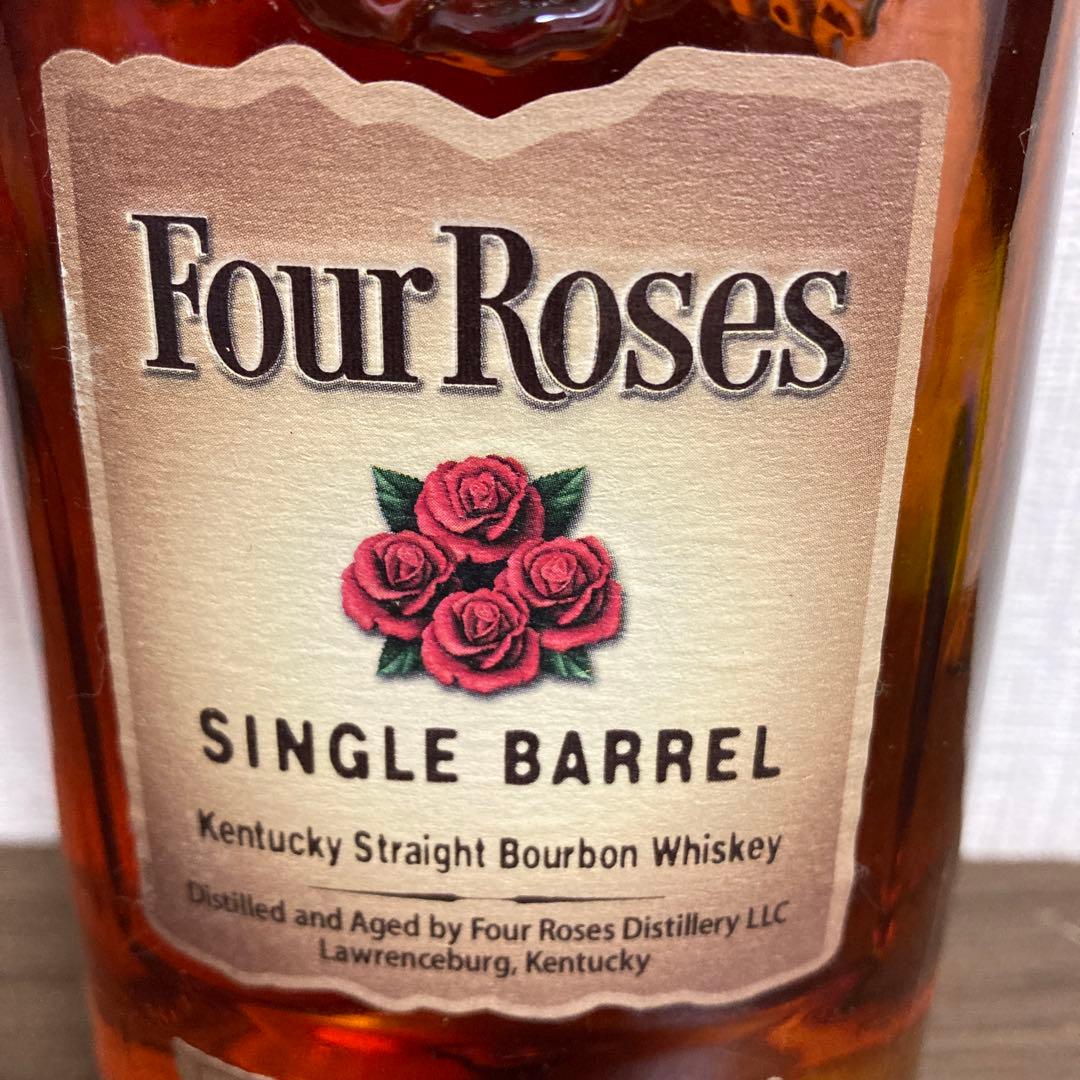 Four Roses
SINGLE BARREL
Kentucky Straight Bourbon Whiskey
Distilled and Aged by Four Roses Distillery LLC
Lawrenceburg, Kentucky